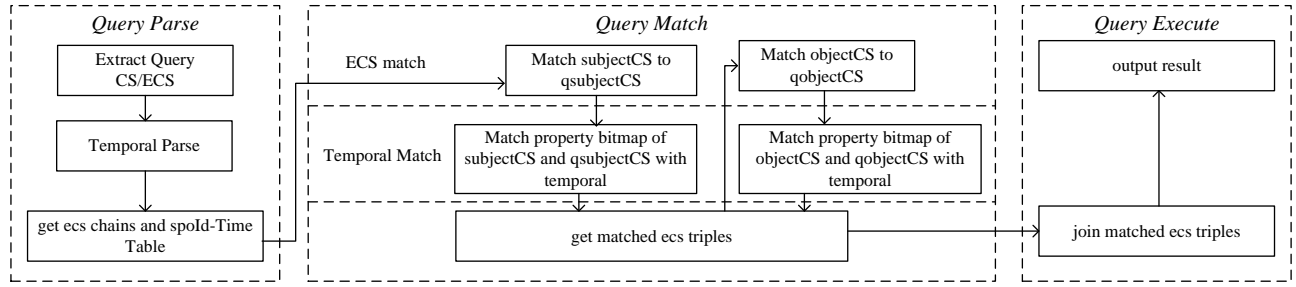 Query Parse
Extract Query
CS/ECS
Temporal Parse
get ecs chains and spoId-Time
Table
Query Match
ECS match
Match subjectCS to
qsubjectCS
Match objectCS to
qobjectCS
Temporal Match
Match property bitmap of
subjectCS and qsubjectCS with
temporal
Match property bitmap of
objectCS and qobjectCS with
temporal
get matched ecs triples
Query Execute
output result
join matched ecs triples